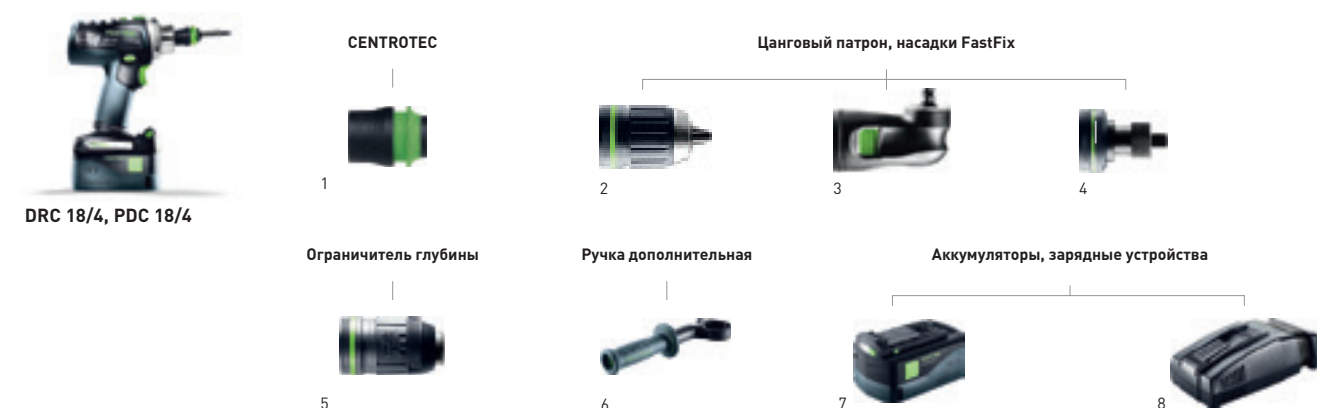 CENTROTEC
Цанговый патрон, насадки FastFix
1
2
3
4
DRC 18/4, PDC 18/4
Ограничитель глубины
Ручка дополнительная
Аккумуляторы, зарядные устройства
5
6
7
8